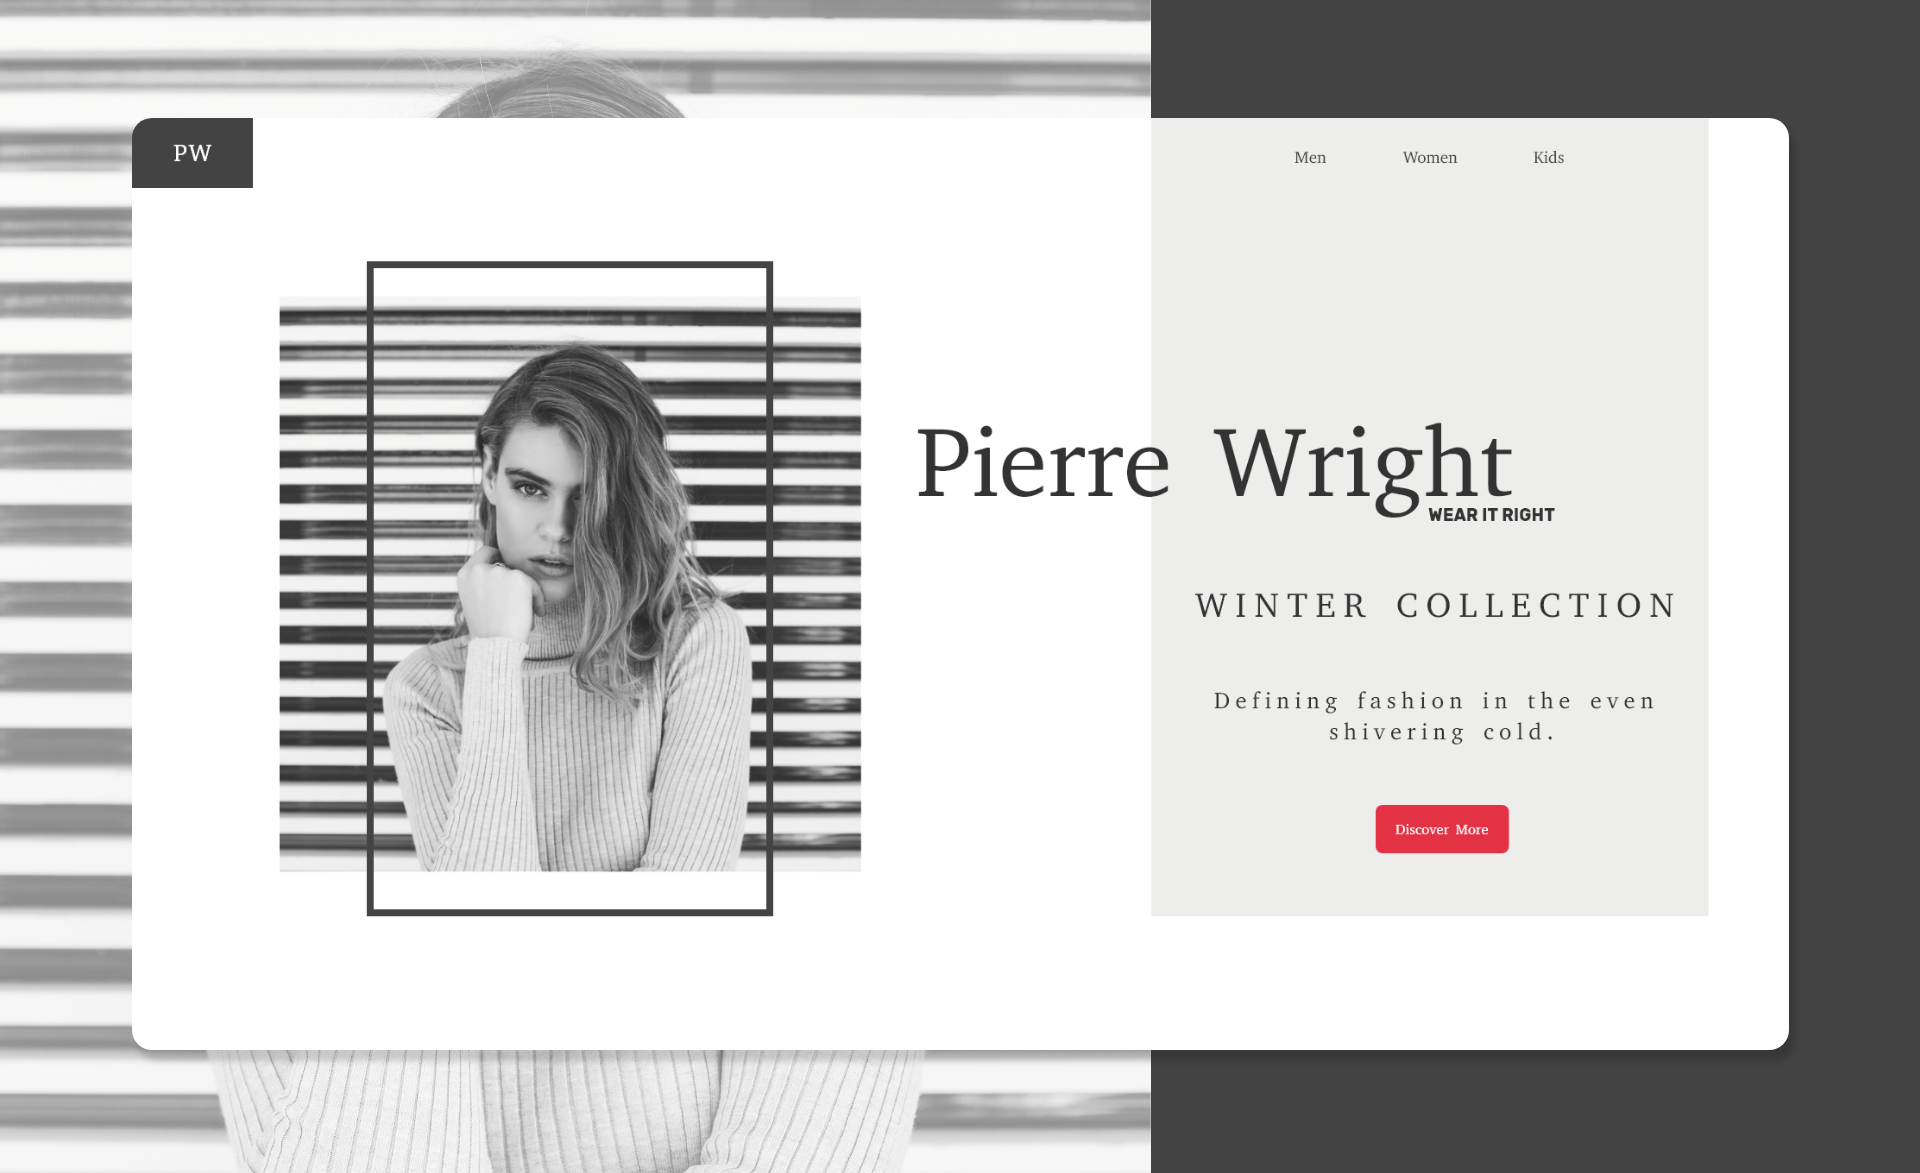 PW
Men Women Kids
Pierre Wright
WEAR IT RIGHT
WINTER COLLECTION
Defining fashion in the even
shivering cold.
Discover More